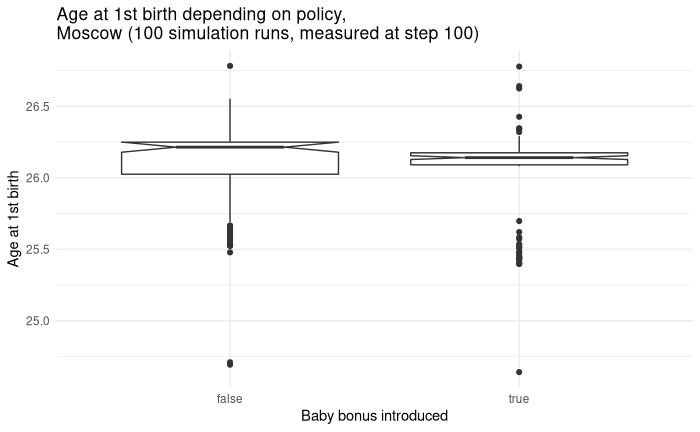 Age at 1st birth depending on policy,
Moscow (100 simulation runs, measured at step 100)
Age at 1st birth
26.5
26.0
25.5
25.0
false
true
Baby bonus introduced